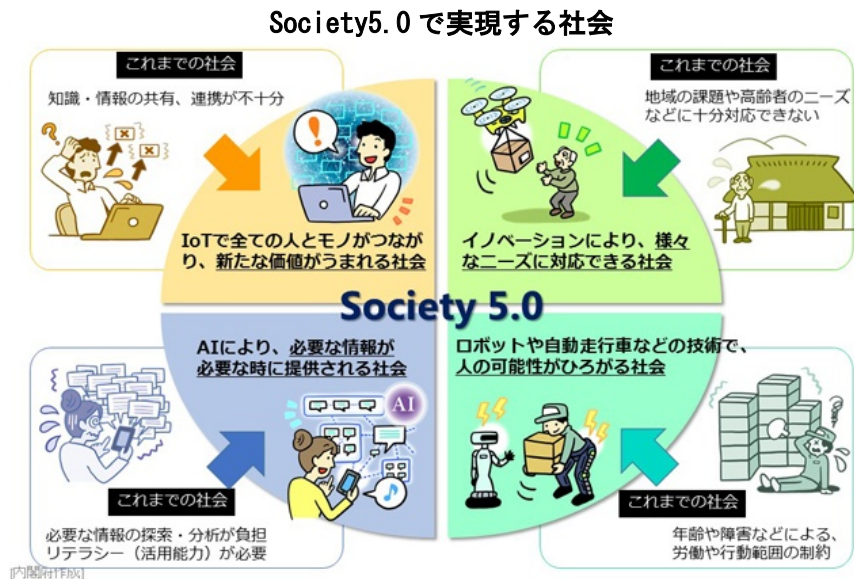 Society5.0で実現する社会
これまでの社会
知識・情報の共有、連携が不十分
これまでの社会
地域の課題や高齢者のニーズ
などに十分対応できない
IoTで全ての人とモノがつなが
り、新たな価値がうまれる社会
イノベーションにより、様々
なニーズに対応できる社会
Society 5.0
AIにより、必要な情報が
必要な時に提供される社会
AI
ロボットや自動走行車などの技術で、
人の可能性がひろがる社会
これまでの社会
必要な情報の探索・分析が負担
リテラシー（活用能力）が必要
これまでの社会
年齢や障害などによる、
労働や行動範囲の制約
[内閣府作成]